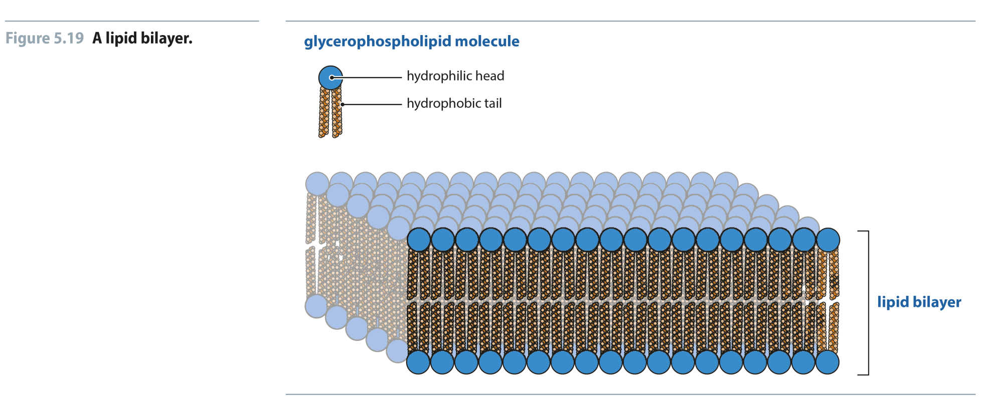 Figure 5.19 A lipid bilayer.
glycerophospholipid molecule
hydrophilic head
hydrophobic tail
lipid bilayer